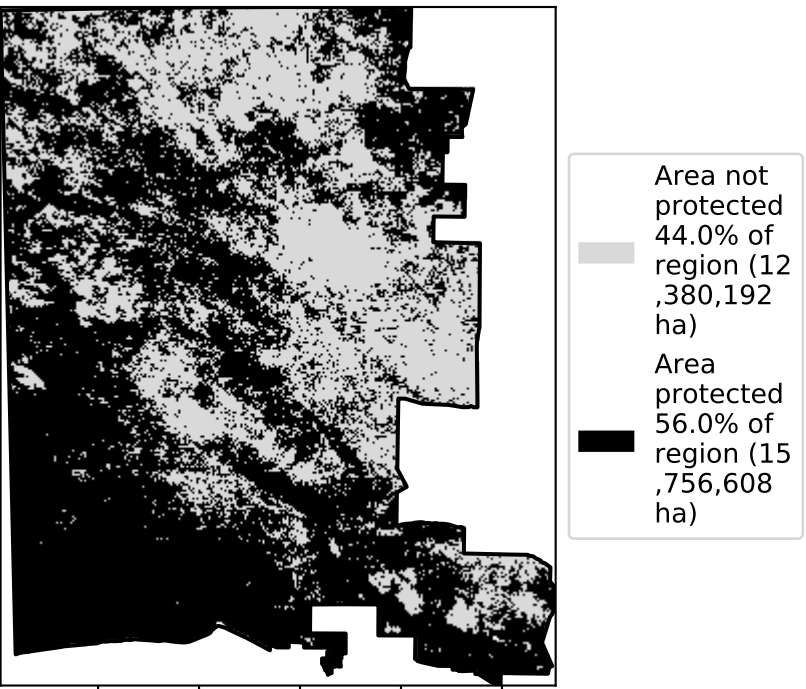 Area not
protected
44.0% of
region (12
,380,192
ha)
Area
protected
56.0% of
region (15
,756,608
ha)